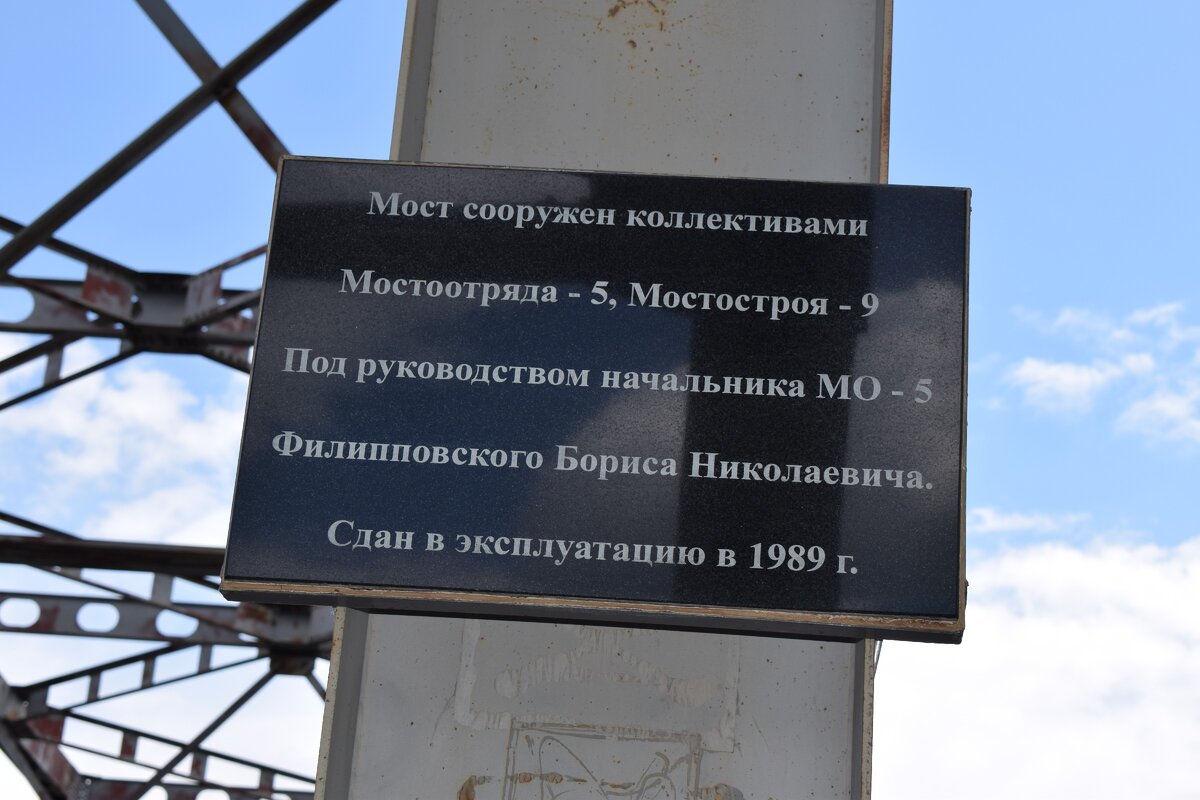 Мост сооружен коллективами
Мостоотряда - 5, Мостостроя - 9
Под руководством начальника МО - 5
Филипповского Бориса Николаевича.
Сдан в эксплуатацию в 1989 г.